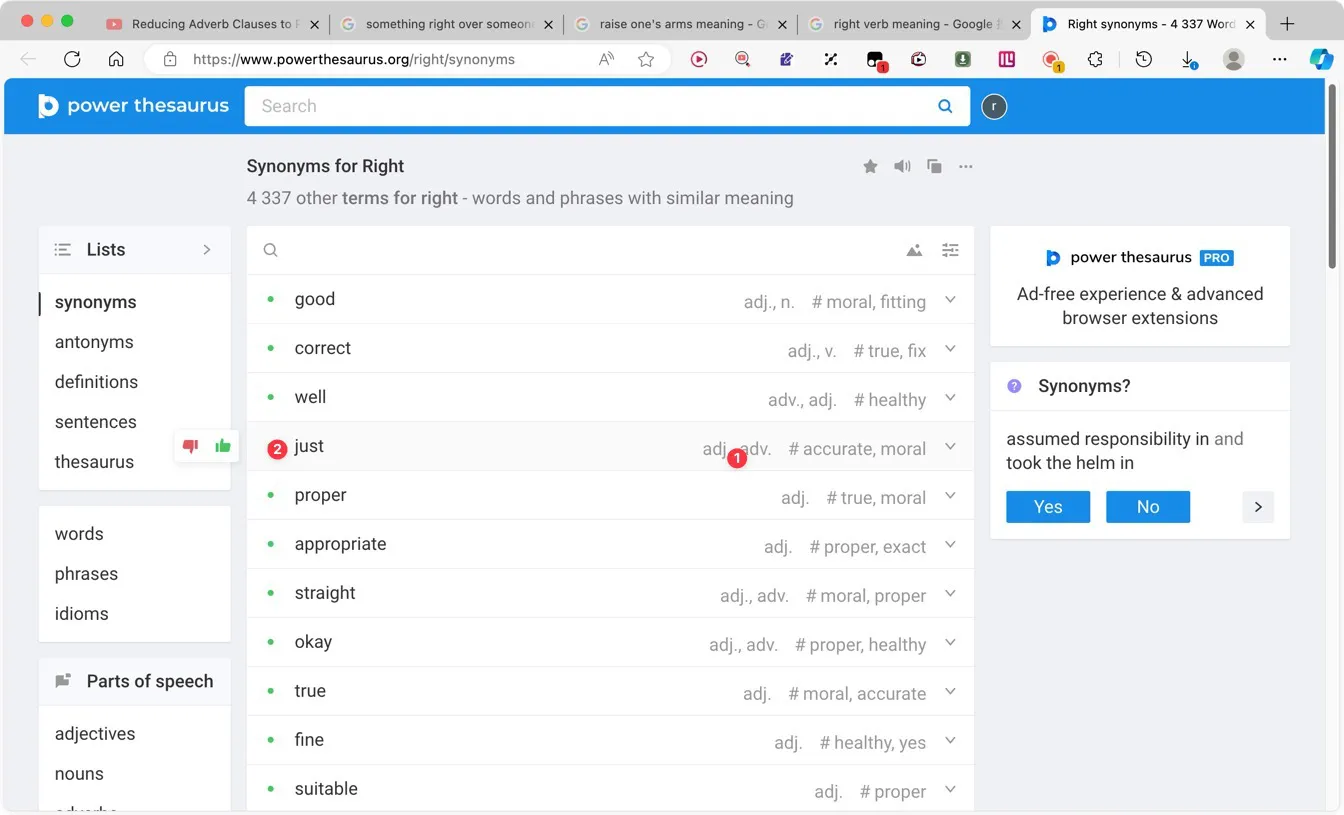 Reducing Adverb Clauses to P
something right over someon
raise one's arms meaning - G
right verb meaning - Google
Right synonyms - 4 337 Word
https://www.powerthesaurus.org/right/synonyms
1
1
power thesaurus
Search
r
Synonyms for Right
4 337 other terms for right - words and phrases with similar meaning
Lists
synonyms
antonyms
definitions
sentences
thesaurus
words
phrases
idioms
Parts of speech
adjectives
nouns
adverbs
good adj., n. # moral, fitting
correct adj., v. # true, fix
well adv., adj. # healthy
2 just adj., adv. # accurate, moral
1
proper adj. # true, moral
appropriate adj. # proper, exact
straight adj., adv. # moral, proper
okay adj., adv. # proper, healthy
true adj. # moral, accurate
fine adj. # healthy, yes
suitable adj. # proper
power thesaurus PRO
Ad-free experience & advanced
browser extensions
? Synonyms?
assumed responsibility in and
took the helm in
Yes No